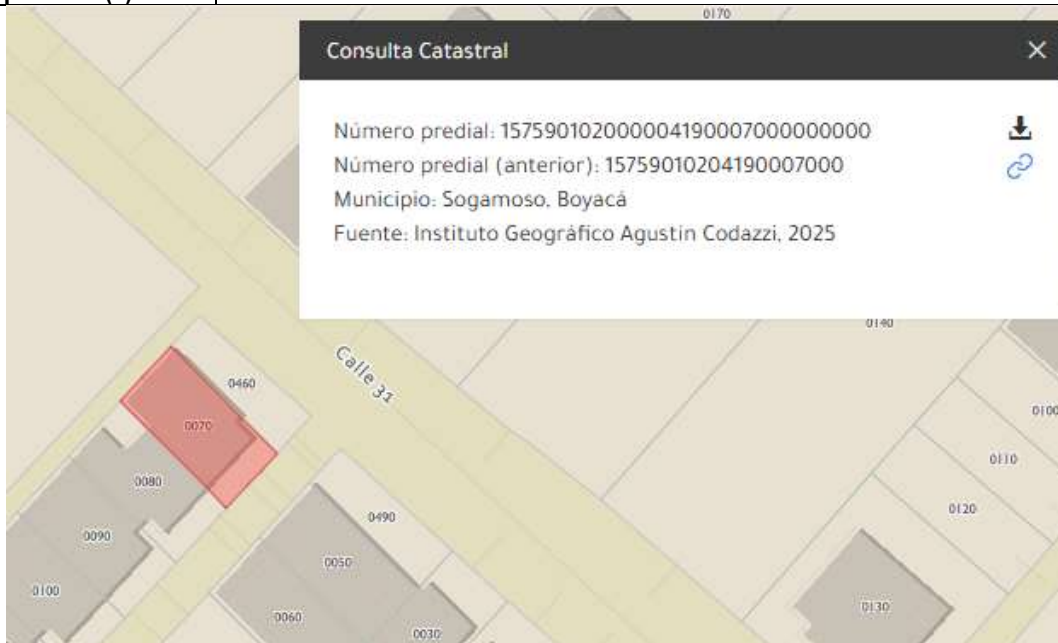 0170
Consulta Catastral
Número predial: 157590102000004190007000000000
Número predial (anterior): 15759010204190007000
Municipio: Sogamoso, Boyacá
Fuente: Instituto Geográfico Agustín Codazzi, 2025
0140
Calle 31
0460
0100
0070
0110
0080
0120
0490
0090
0050
0100
0130
0060
0030